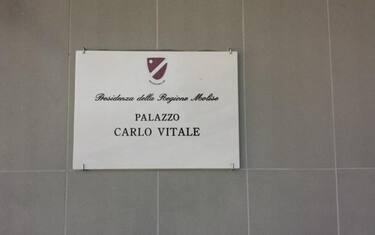 Presidenza della Regione Molise
PALAZZO
CARLO VITALE